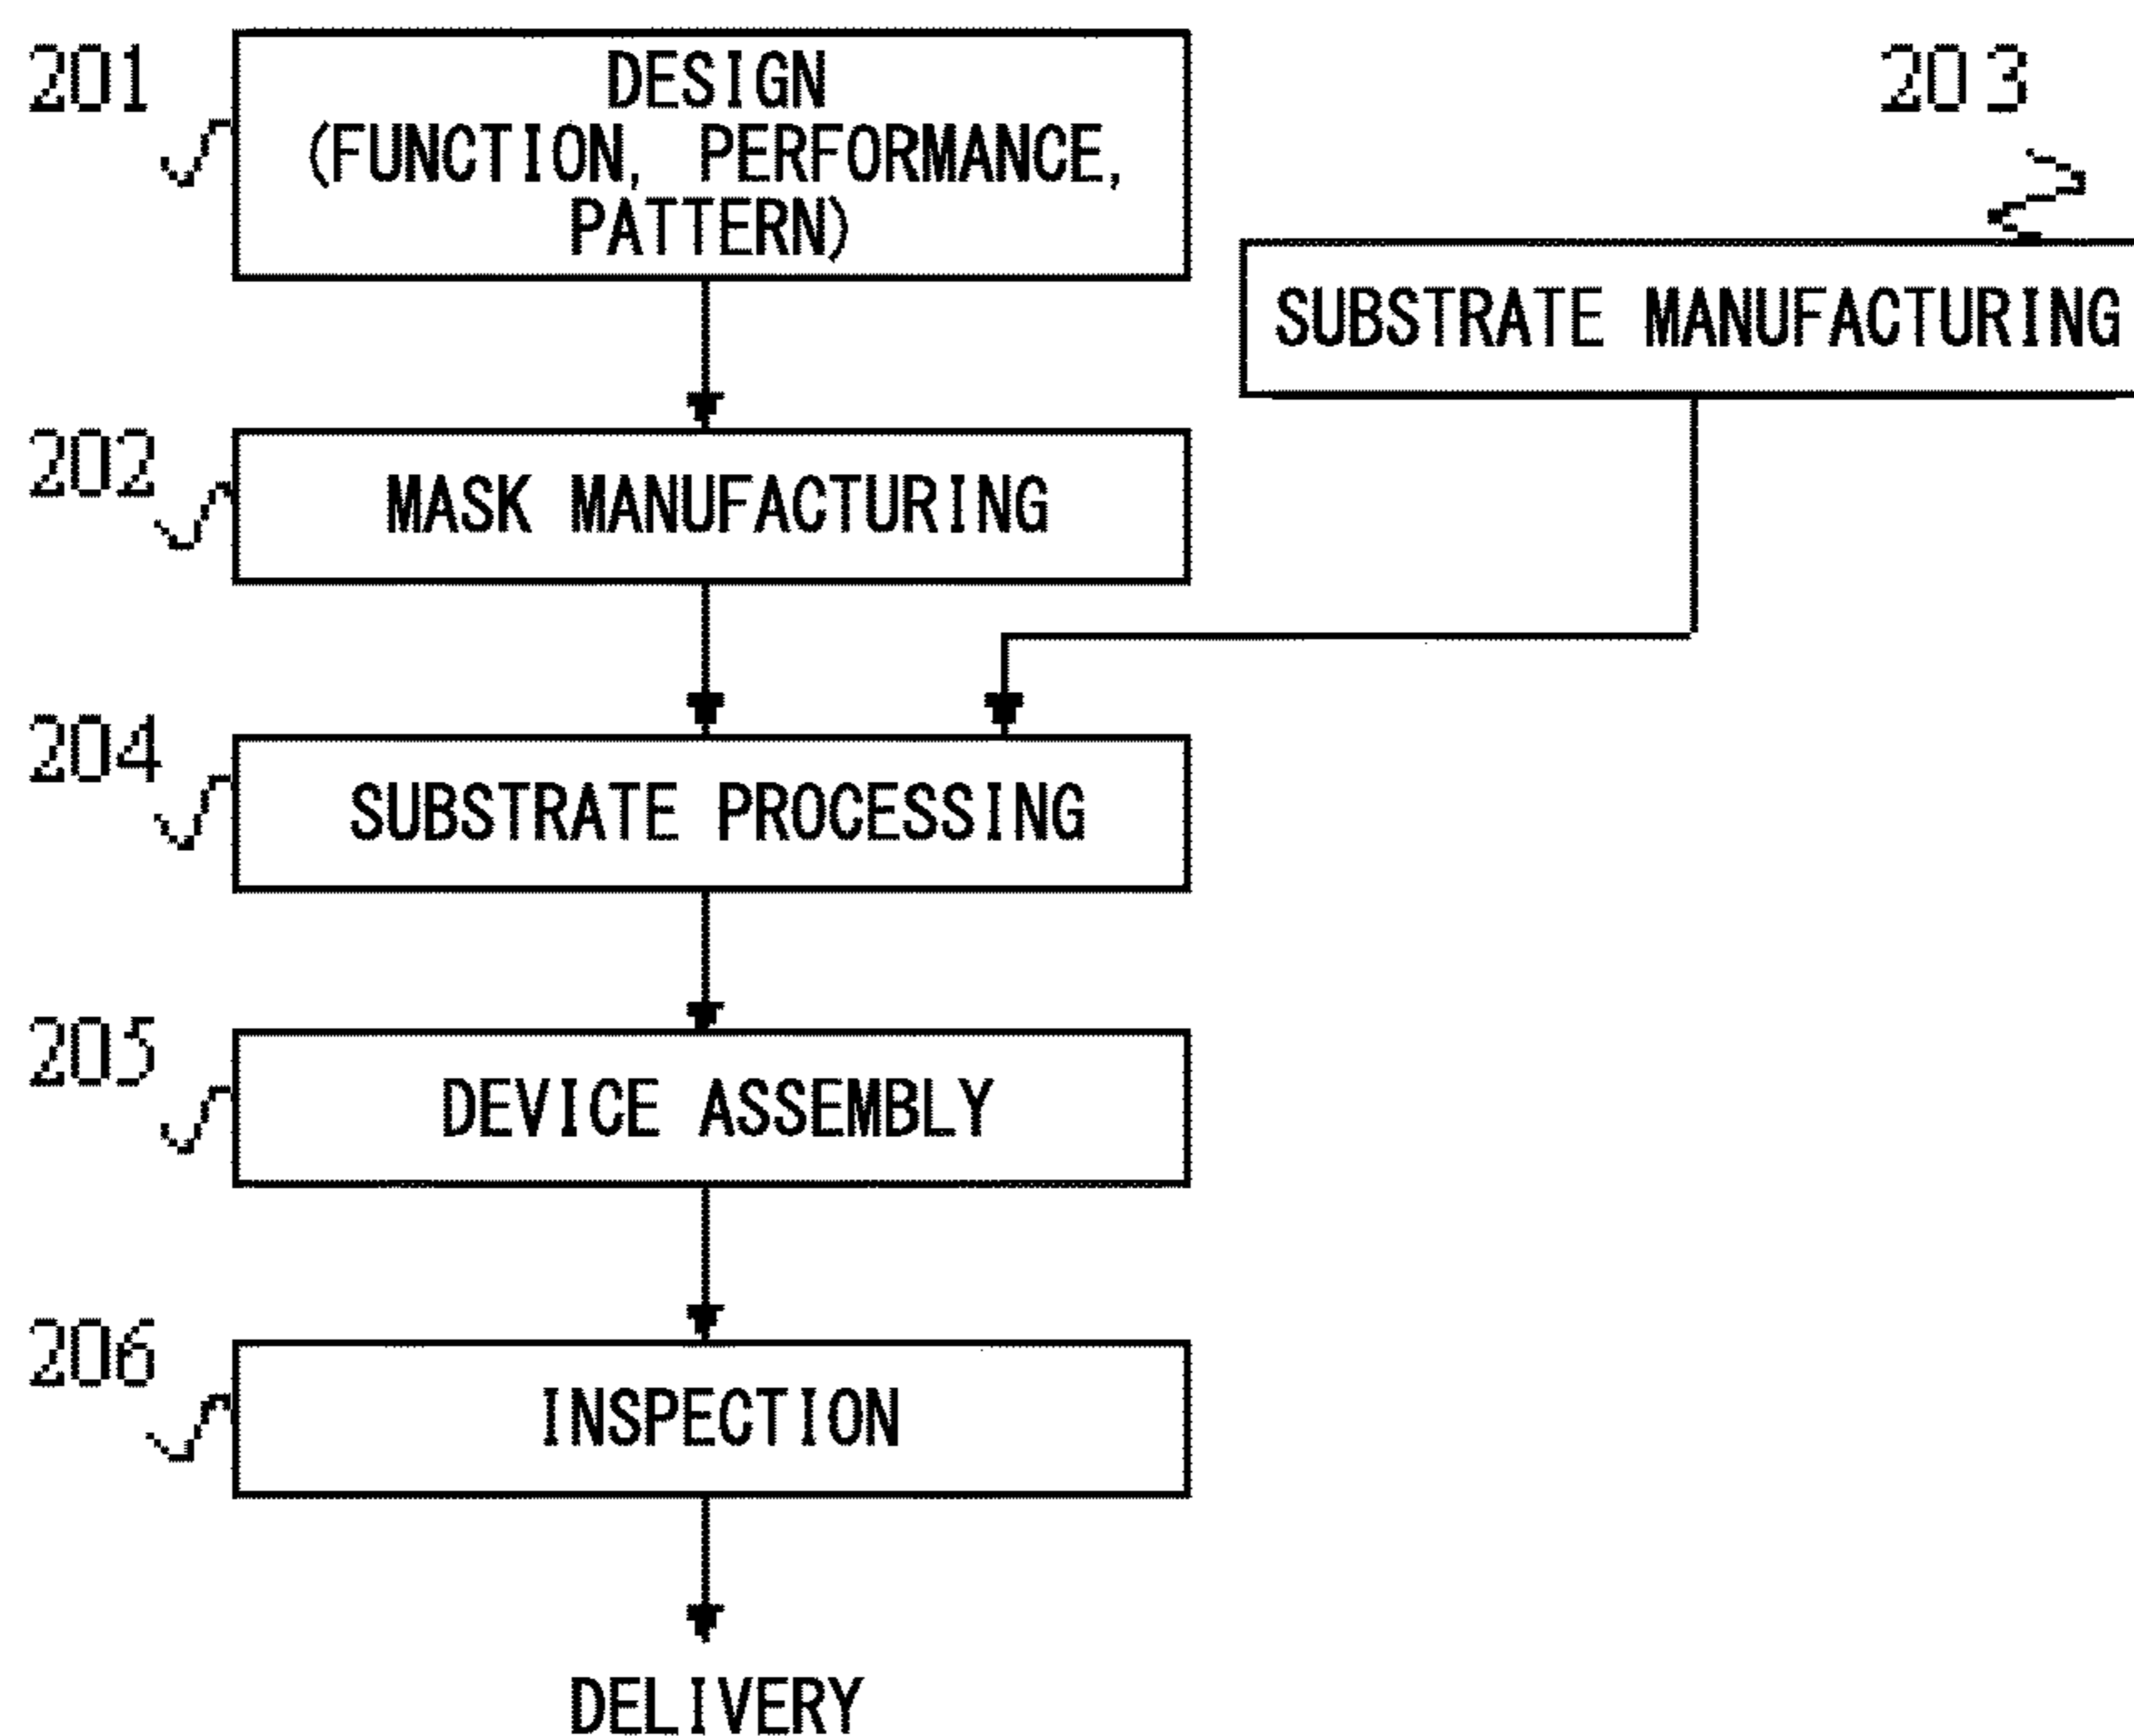 201
DESIGN
(FUNCTION, PERFORMANCE,
PATTERN)
203
SUBSTRATE MANUFACTURING
202
MASK MANUFACTURING
204
SUBSTRATE PROCESSING
205
DEVICE ASSEMBLY
206
INSPECTION
DELIVERY